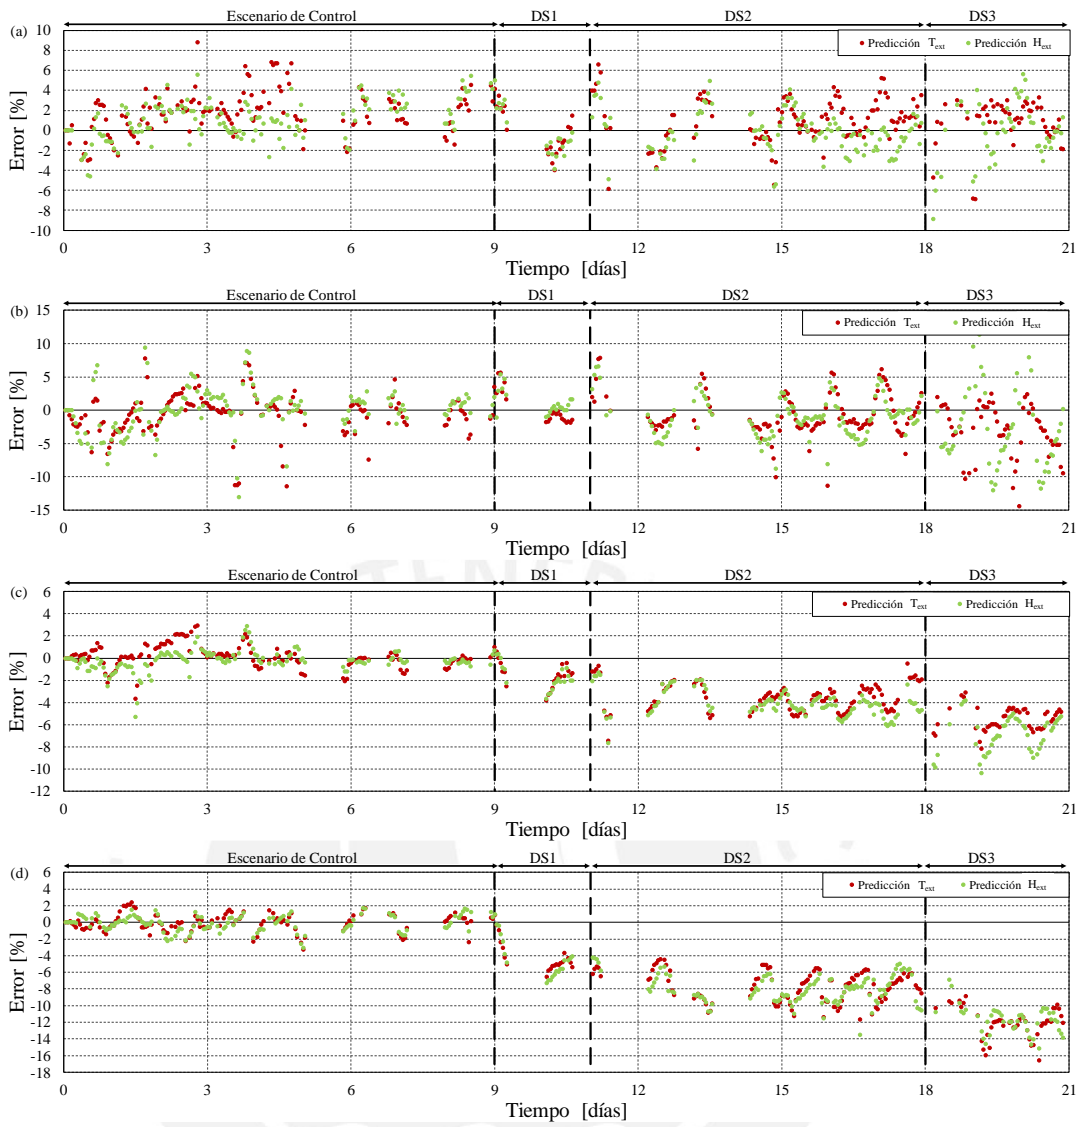 Escenario de Control DS1 DS2 DS3
(a)
Predicción T_ext Predicción H_ext
Error [%]
10
8
6
4
2
0
-2
-4
-6
-8
-10
0 3 6 9 12 15 18 21
Tiempo [días]
Escenario de Control DS1 DS2 DS3
(b)
Predicción T_ext Predicción H_ext
Error [%]
15
10
5
0
-5
-10
-15
0 3 6 9 12 15 18 21
Tiempo [días]
Escenario de Control DS1 DS2 DS3
(c)
Predicción T_ext Predicción H_ext
Error [%]
6
4
2
0
-2
-4
-6
-8
-10
-12
0 3 6 9 12 15 18 21
Tiempo [días]
Escenario de Control DS1 DS2 DS3
(d)
Predicción T_ext Predicción H_ext
Error [%]
6
4
2
0
-2
-4
-6
-8
-10
-12
-14
-16
-18
0 3 6 9 12 15 18 21
Tiempo [días]